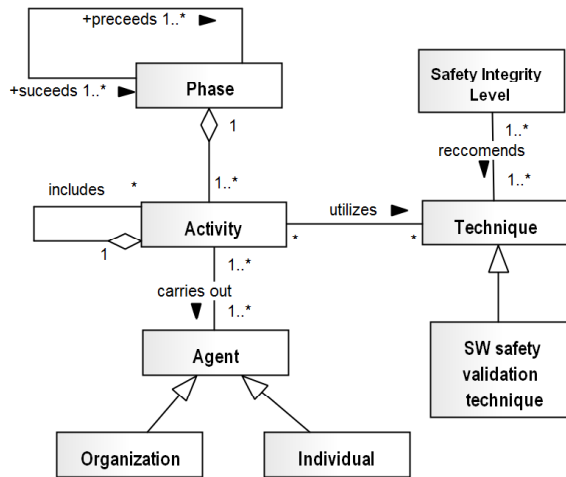 +preceeds 1..*
+suceeds 1..*
Phase
1
1..*
Safety Integrity
Level
1..*
reccomends
1..*
includes
*
1
Activity
utilizes
*
*
Technique
1..*
carries out
1..*
Agent
SW safety
validation
technique
Organization
Individual